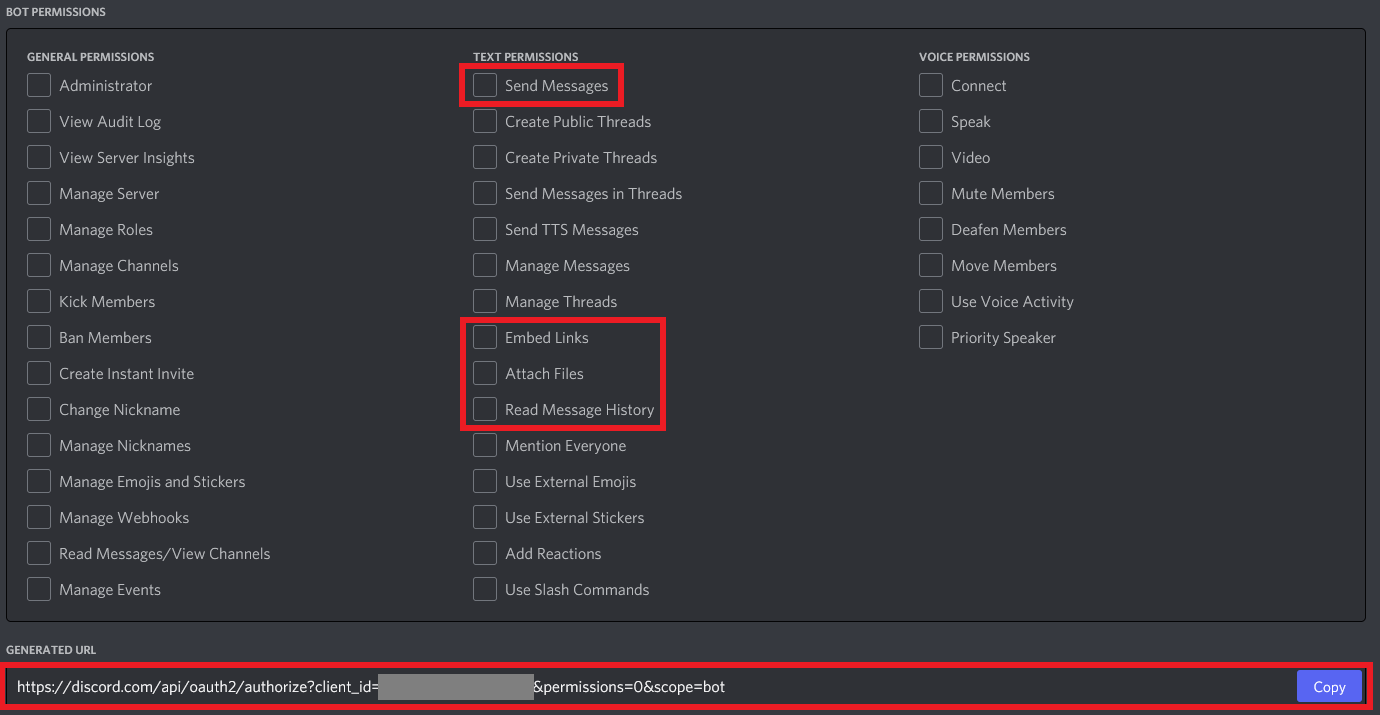 BOT PERMISSIONS
GENERAL PERMISSIONS
Administrator
View Audit Log
View Server Insights
Manage Server
Manage Roles
Manage Channels
Kick Members
Ban Members
Create Instant Invite
Change Nickname
Manage Nicknames
Manage Emojis and Stickers
Manage Webhooks
Read Messages/View Channels
Manage Events
TEXT PERMISSIONS
Send Messages
Create Public Threads
Create Private Threads
Send Messages in Threads
Send TTS Messages
Manage Messages
Manage Threads
Embed Links
Attach Files
Read Message History
Mention Everyone
Use External Emojis
Use External Stickers
Add Reactions
Use Slash Commands
VOICE PERMISSIONS
Connect
Speak
Video
Mute Members
Deafen Members
Move Members
Use Voice Activity
Priority Speaker
GENERATED URL
https://discord.com/api/oauth2/authorize?client_id= &permissions=0&scope=bot
Copy